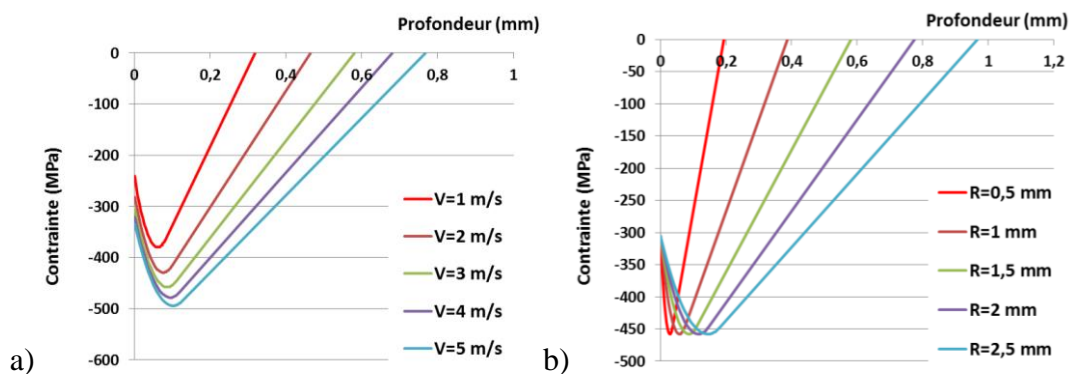 a)
Profondeur (mm)
0 0,2 0,4 0,6 0,8 1
0
-100
-200
-300
-400
-500
-600
Contrainte (MPa)
V=1 m/s
V=2 m/s
V=3 m/s
V=4 m/s
V=5 m/s
b)
Profondeur (mm)
0 0,2 0,4 0,6 0,8 1 1,2
0
-50
-100
-150
-200
-250
-300
-350
-400
-450
-500
Contrainte (MPa)
R=0,5 mm
R=1 mm
R=1,5 mm
R=2 mm
R=2,5 mm